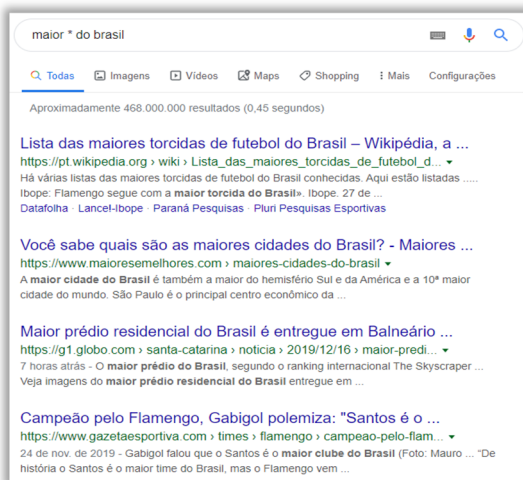 maior * do brasil
Todas Imagens Vídeos Maps Shopping Mais Configurações
Aproximadamente 468.000.000 resultados (0,45 segundos)
Lista das maiores torcidas de futebol do Brasil – Wikipédia, a ...
https://pt.wikipedia.org › wiki › Lista_das_maiores_torcidas_de_futebol_d...
Há várias listas das maiores torcidas de futebol do Brasil conhecidas. Aqui estão listadas .....
Ibope: Flamengo segue com a maior torcida do Brasil». Ibope. 27 de ...
Datafolha · Lance!-Ibope · Paraná Pesquisas · Pluri Pesquisas Esportivas
Você sabe quais são as maiores cidades do Brasil? - Maiores ...
https://www.maioresemelhores.com › maiores-cidades-do-brasil
A maior cidade do Brasil é também a maior do hemisfério Sul e da América e a 10ª maior
cidade do mundo. São Paulo é o principal centro econômico da ...
Maior prédio residencial do Brasil é entregue em Balneário ...
https://g1.globo.com › santa-catarina › noticia › 2019/12/16 › maior-predi...
7 horas atrás - O maior prédio do Brasil, segundo o ranking internacional The Skyscraper ...
Veja imagens do maior prédio residencial do Brasil entregue em ...
Campeão pelo Flamengo, Gabigol polemiza: "Santos é o ...
https://www.gazetaesportiva.com › times › flamengo › campeao-pelo-flam...
24 de nov. de 2019 - Gabigol falou que o Santos é o maior clube do Brasil (Foto: Mauro ... "De
história o Santos é o maior time do Brasil, mas o Flamengo vem ...